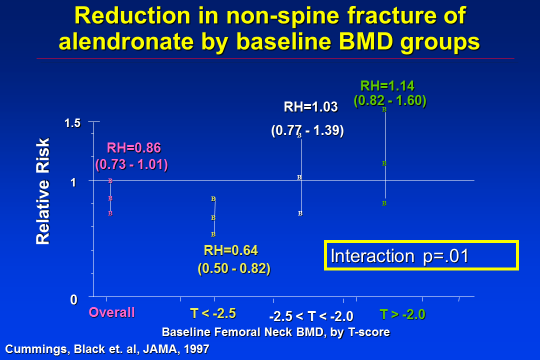 Reduction in non-spine fracture of
alendronate by baseline BMD groups
RH=1.14
(0.82 - 1.60)
RH=1.03
(0.77 - 1.39)
RH=0.86
(0.73 - 1.01)
RH=0.64
(0.50 - 0.82)
Interaction p=.01
Relative Risk
1.5
1
0
Overall
T < -2.5
-2.5 < T < -2.0
T > -2.0
Baseline Femoral Neck BMD, by T-score
Cummings, Black et. al, JAMA, 1997